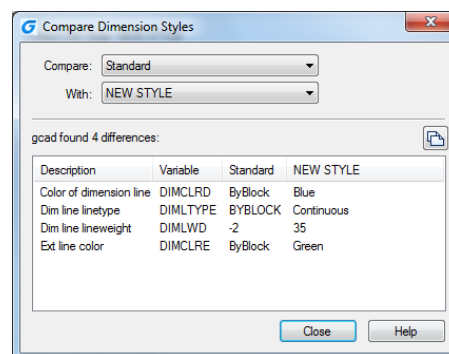 Compare Dimension Styles
Compare: Standard
With: NEW STYLE
gcad found 4 differences:
Description Variable Standard NEW STYLE
Color of dimension line DIMCLRD ByBlock Blue
Dim line linetype DIMLTYPE BYBLOCK Continuous
Dim line lineweight DIMLWD -2 35
Ext line color DIMCLRE ByBlock Green
Close Help